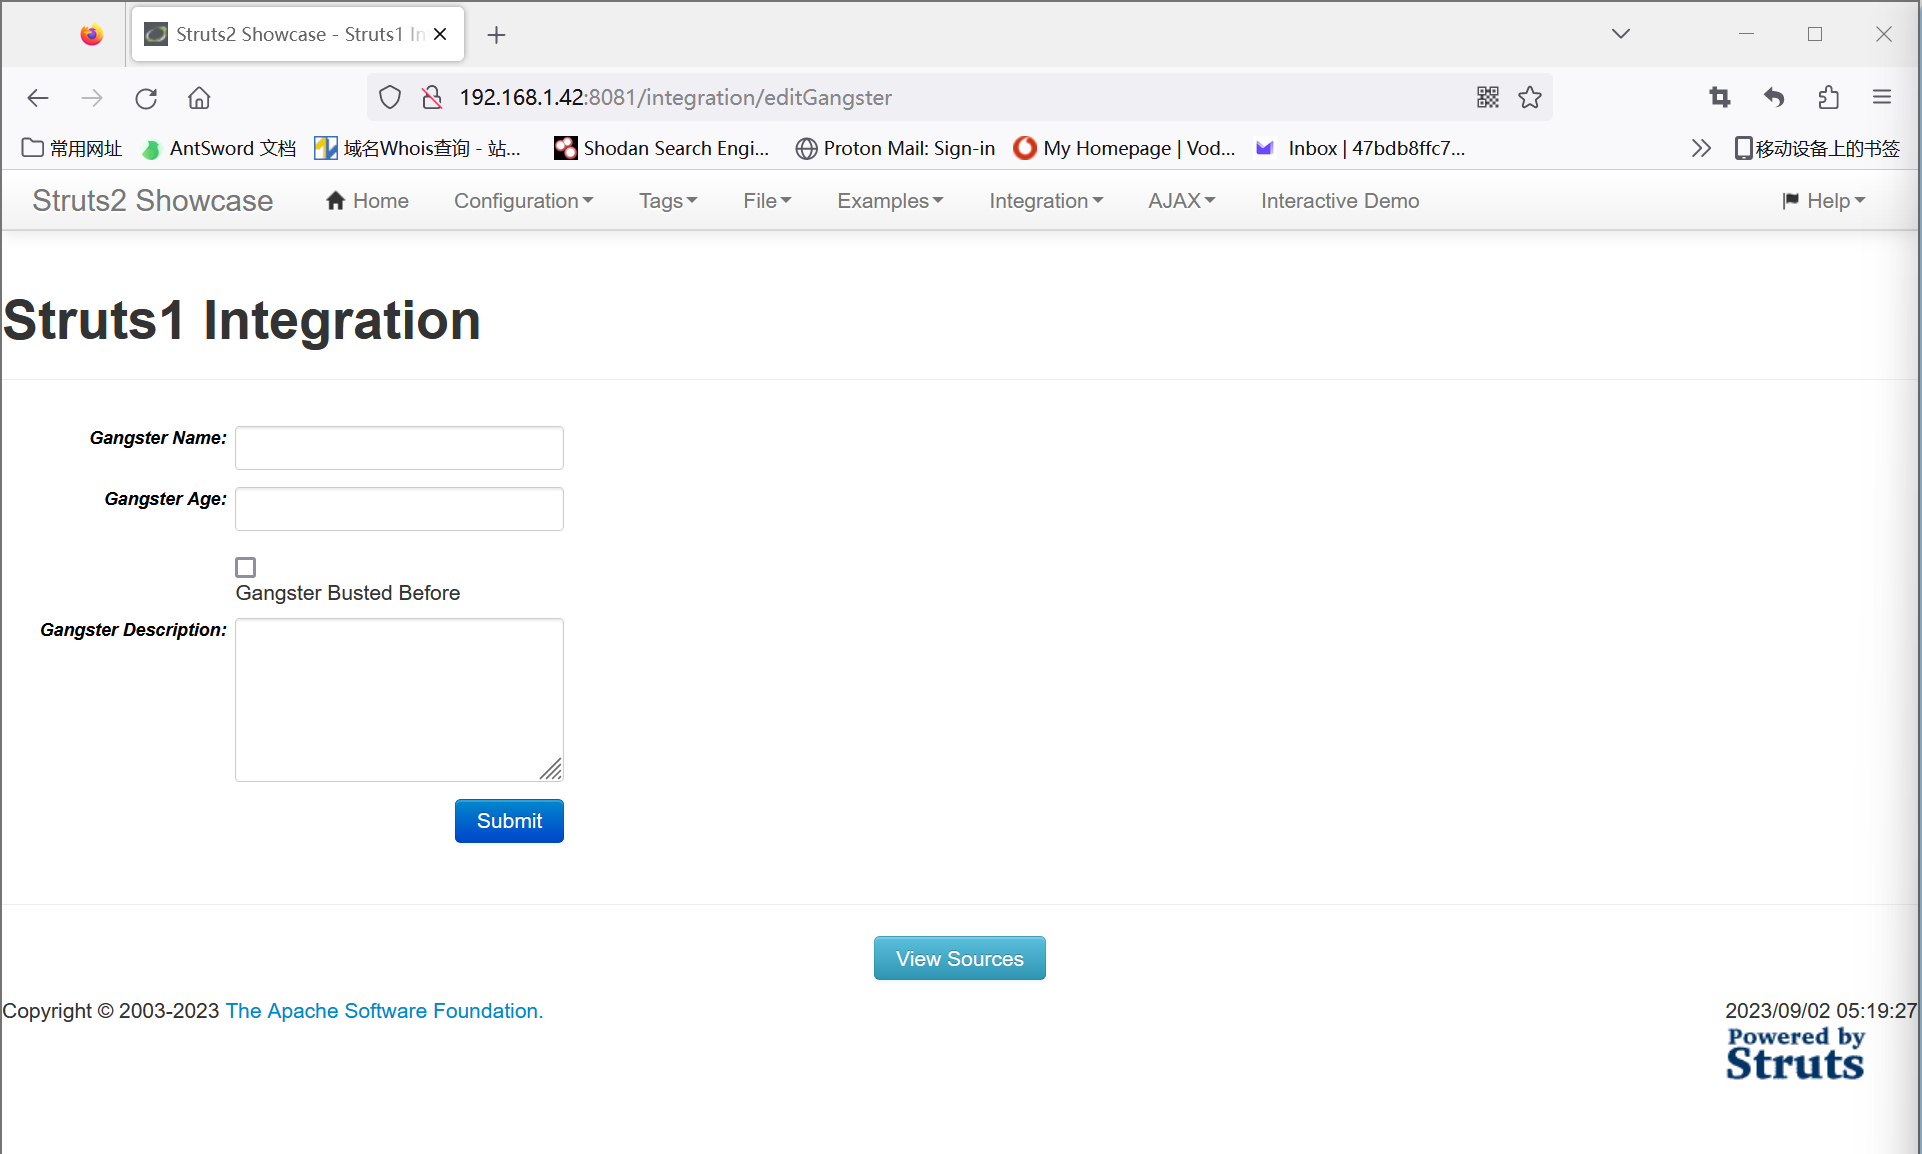 Struts2 Showcase - Struts1 In
192.168.1.42:8081/integration/editGangster
常用网址 AntSword 文档 域名Whois查询 - 站... Shodan Search Engi... Proton Mail: Sign-in My Homepage | Vod... Inbox | 47bdb8ffc7... 移动设备上的书签
Struts2 Showcase Home Configuration Tags File Examples Integration AJAX Interactive Demo Help
Struts1 Integration
Gangster Name:
Gangster Age:
Gangster Busted Before
Gangster Description:
Submit
View Sources
Copyright © 2003-2023 The Apache Software Foundation. 2023/09/02 05:19:27
Powered by
Struts